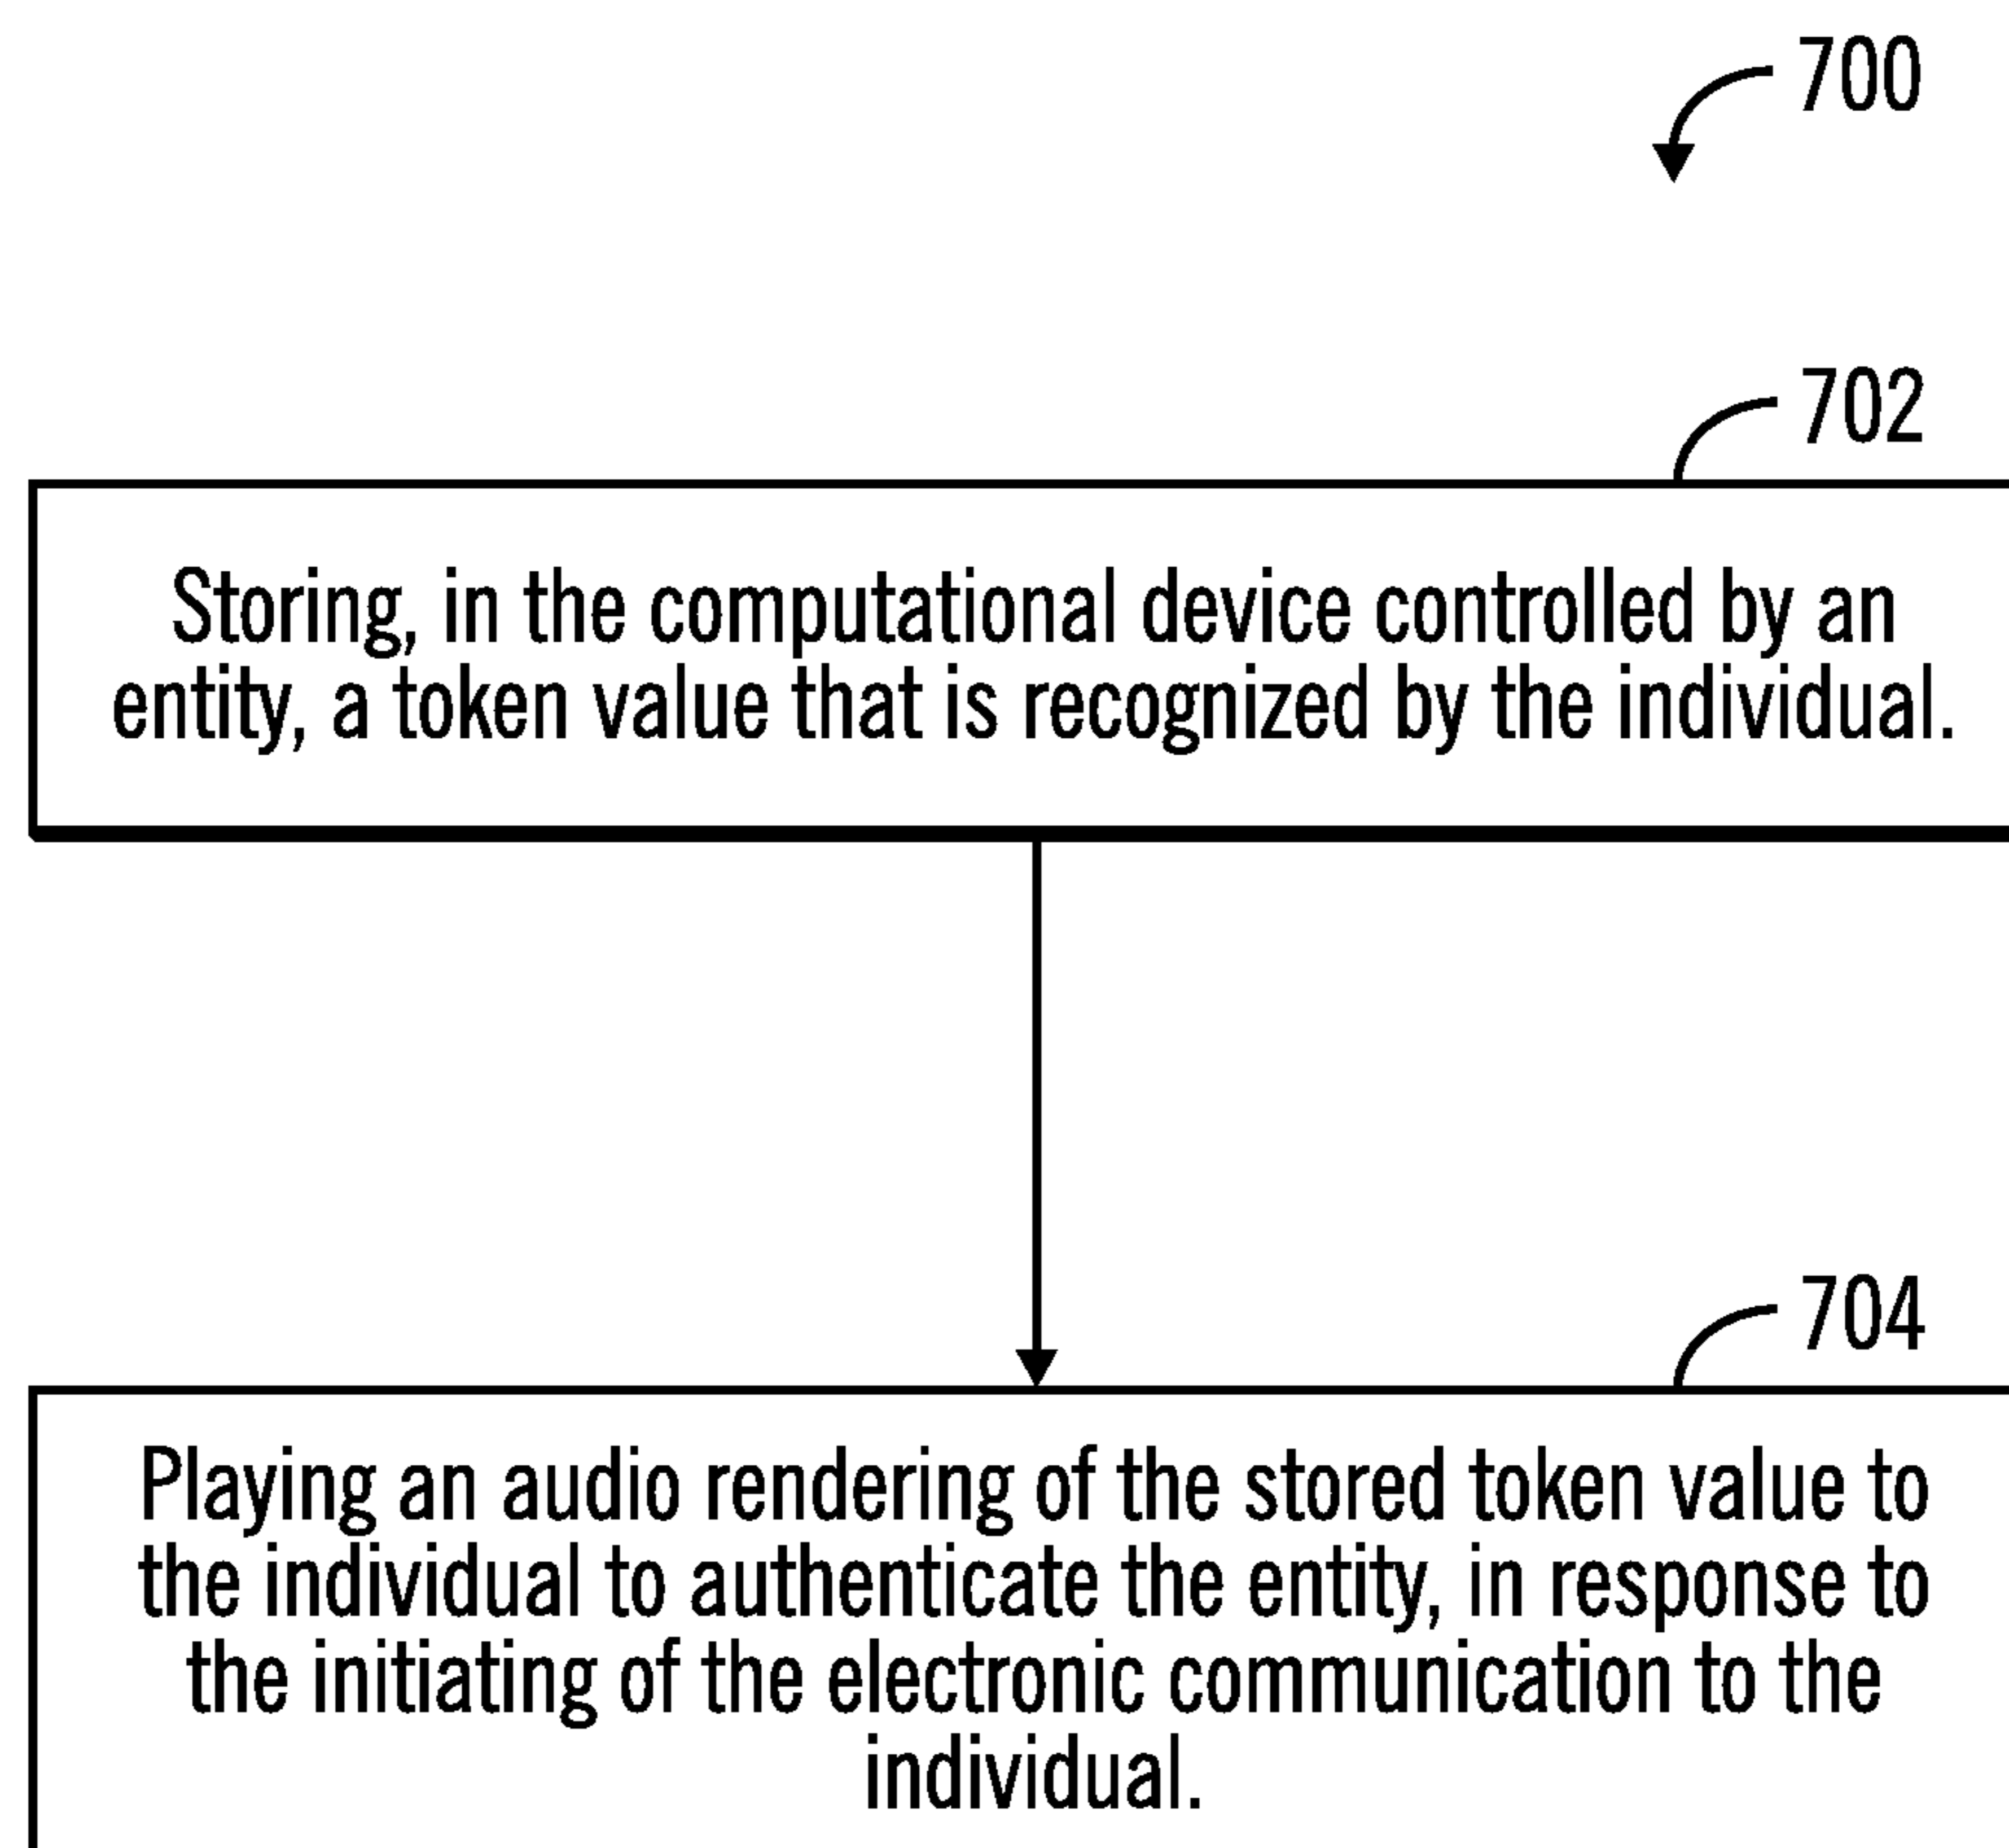 700
702
Storing, in the computational device controlled by an
entity, a token value that is recognized by the individual.
704
Playing an audio rendering of the stored token value to
the individual to authenticate the entity, in response to
the initiating of the electronic communication to the
individual.